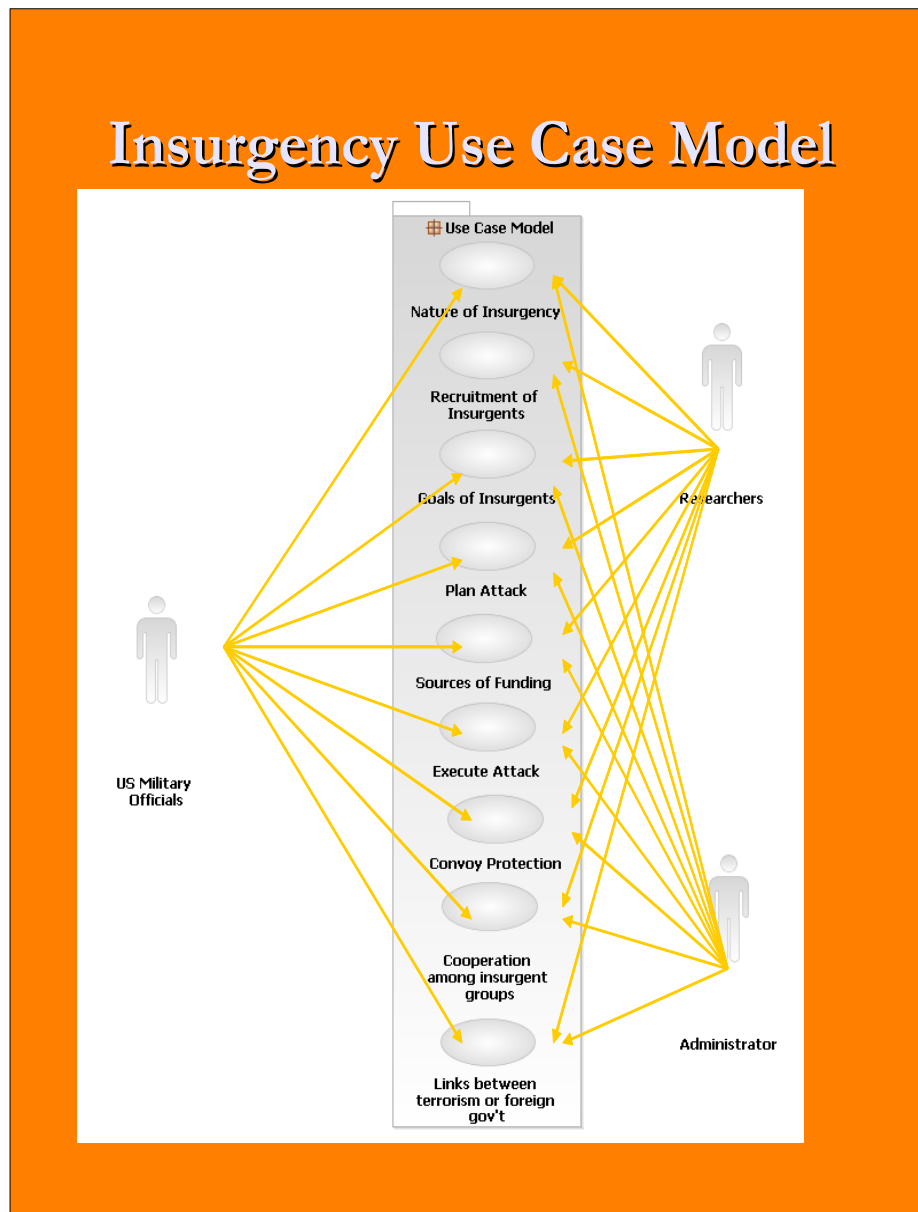 Insurgency Use Case Model
Use Case Model
Nature of Insurgency
Recruitment of
Insurgents
Goals of Insurgents
Researchers
Plan Attack
Sources of Funding
US Military
Officials
Execute Attack
Convoy Protection
Cooperation
among insurgent
groups
Administrator
Links between
terrorism or foreign
gov't